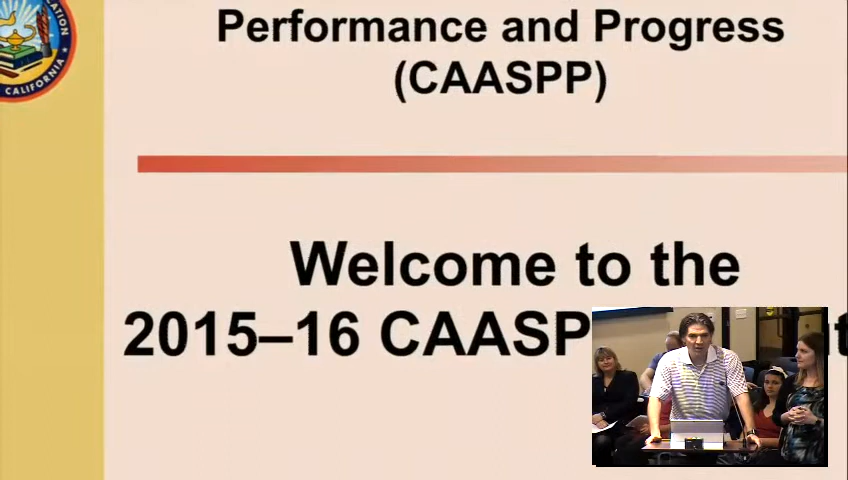 Performance and Progress
(CAASPP)
Welcome to the
2015–16 CAASP
CALIFORNIA